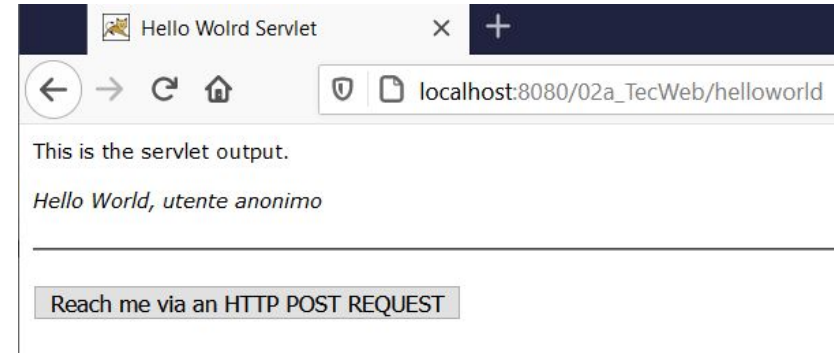 Hello Wolrd Servlet
localhost:8080/02a_TecWeb/helloworld
This is the servlet output.
Hello World, utente anonimo
Reach me via an HTTP POST REQUEST